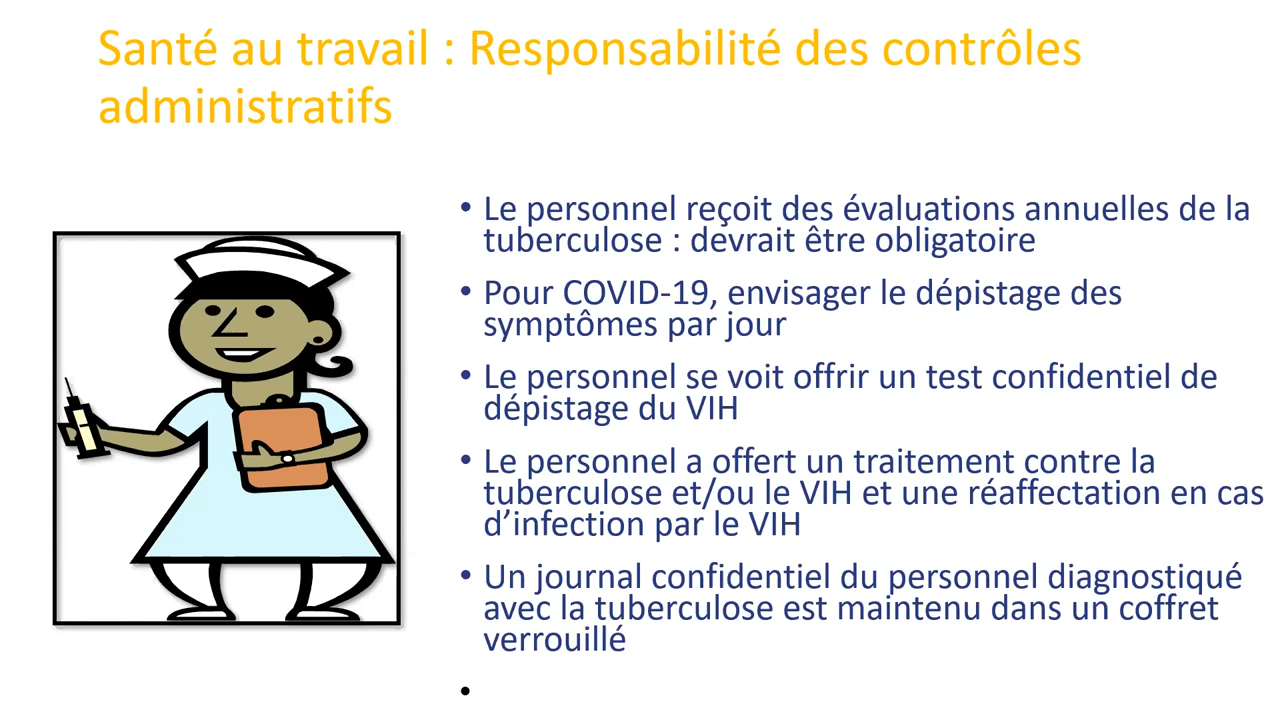 Santé au travail : Responsabilité des contrôles
administratifs
• Le personnel reçoit des évaluations annuelles de la
tuberculose : devrait être obligatoire
• Pour COVID-19, envisager le dépistage des
symptômes par jour
• Le personnel se voit offrir un test confidentiel de
dépistage du VIH
• Le personnel a offert un traitement contre la
tuberculose et/ou le VIH et une réaffectation en cas
d’infection par le VIH
• Un journal confidentiel du personnel diagnostiqué
avec la tuberculose est maintenu dans un coffret
verrouillé
•